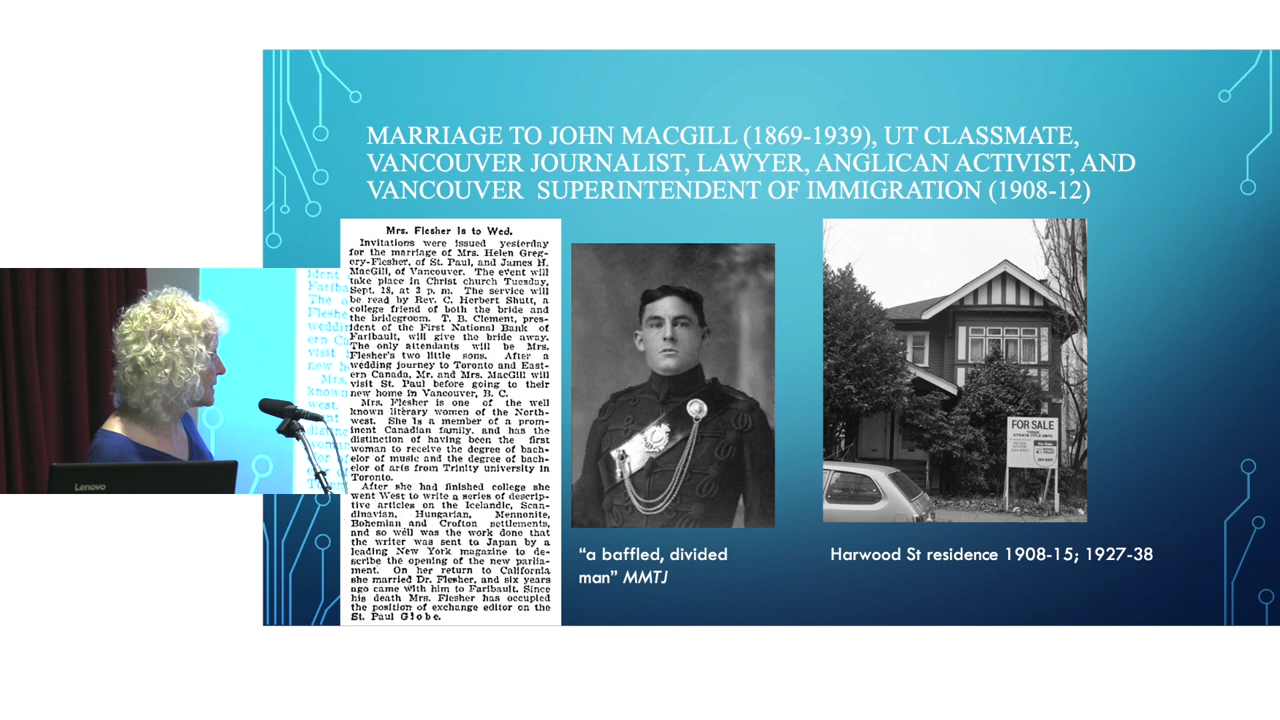 MARRIAGE TO JOHN MACGILL (1869-1939), UT CLASSMATE,
VANCOUVER JOURNALIST, LAWYER, ANGLICAN ACTIVIST, AND
VANCOUVER SUPERINTENDENT OF IMMIGRATION (1908-12)
Mrs. Flesher Is to Wed.
Invitations were issued yesterday
for the marriage of Mrs. Helen Greg-
ory-Flesher, of St. Paul, and James H.
MacGill, of Vancouver. The event will
take place in Christ church Tuesday,
Sept. 18, at 3 p. m. The service will
be read by Rev. C. Herbert Shutt, a
college friend of both the bride and
the bridegroom. T. B. Clement, pres-
ident of the First National Bank of
Faribault, will give the bride away.
The only attendants will be Mrs.
Flesher's two little sons. After a
wedding journey to Toronto and East-
ern Canada, Mr. and Mrs. MacGill will
visit St. Paul before going to their
new home in Vancouver, B. C.
Mrs. Flesher is one of the well
known literary women of the North-
west. She is a member of a prom-
inent Canadian family, and has the
distinction of having been the first
woman to receive the degree of bach-
elor of music and the degree of bach-
elor of arts from Trinity university in
Toronto.
After she had finished college she
went West to write a series of descrip-
tive articles on the Icelandic, Scan-
dinavian, Hungarian, Mennonite,
Bohemian and Crofton settlements,
and so well was the work done that
the writer was sent to Japan by a
leading New York magazine to de-
scribe the opening of the new parlia-
ment. On her return to California
she married Dr. Flesher, and six years
ago came with him to Faribault. Since
his death Mrs. Flesher has occupied
the position of exchange editor on the
St. Paul Globe.
“a baffled, divided
man” MMTJ
FOR SALE
Harwood St residence 1908-15; 1927-38
Lenovo